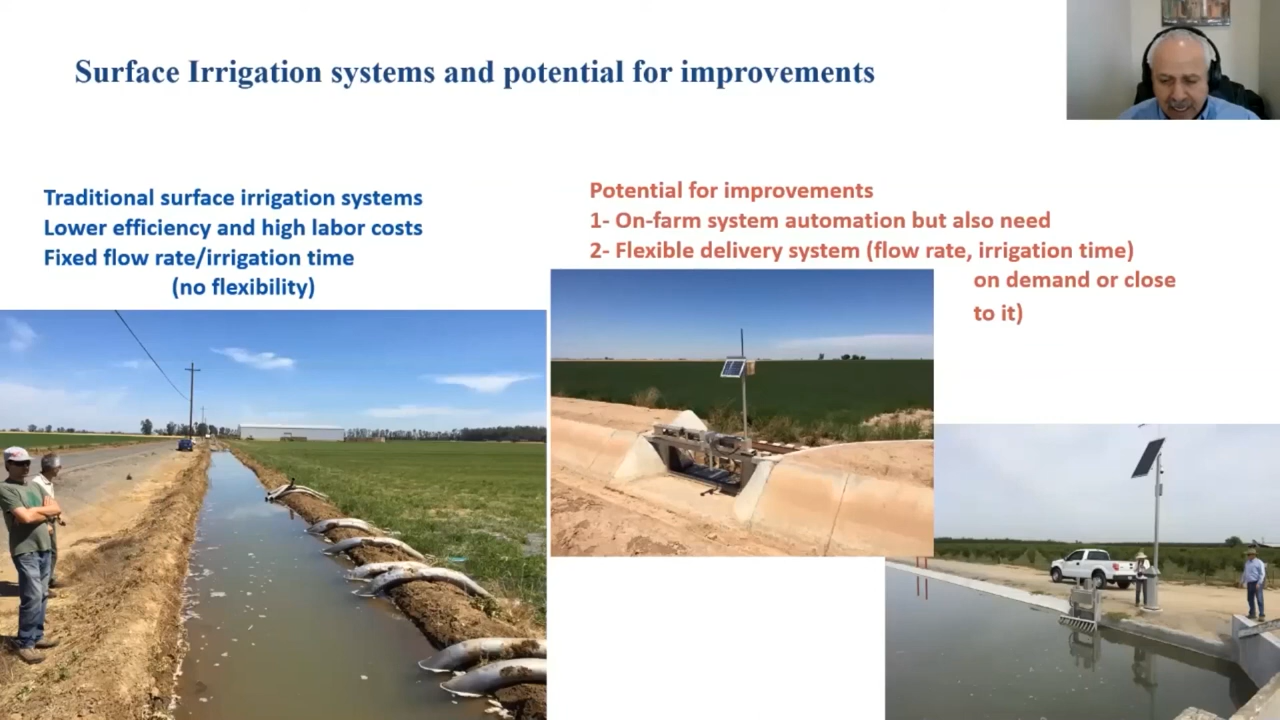 Surface Irrigation systems and potential for improvements
Traditional surface irrigation systems
Lower efficiency and high labor costs
Fixed flow rate/irrigation time
(no flexibility)
Potential for improvements
1- On-farm system automation but also need
2- Flexible delivery system (flow rate, irrigation time)
on demand or close
to it)